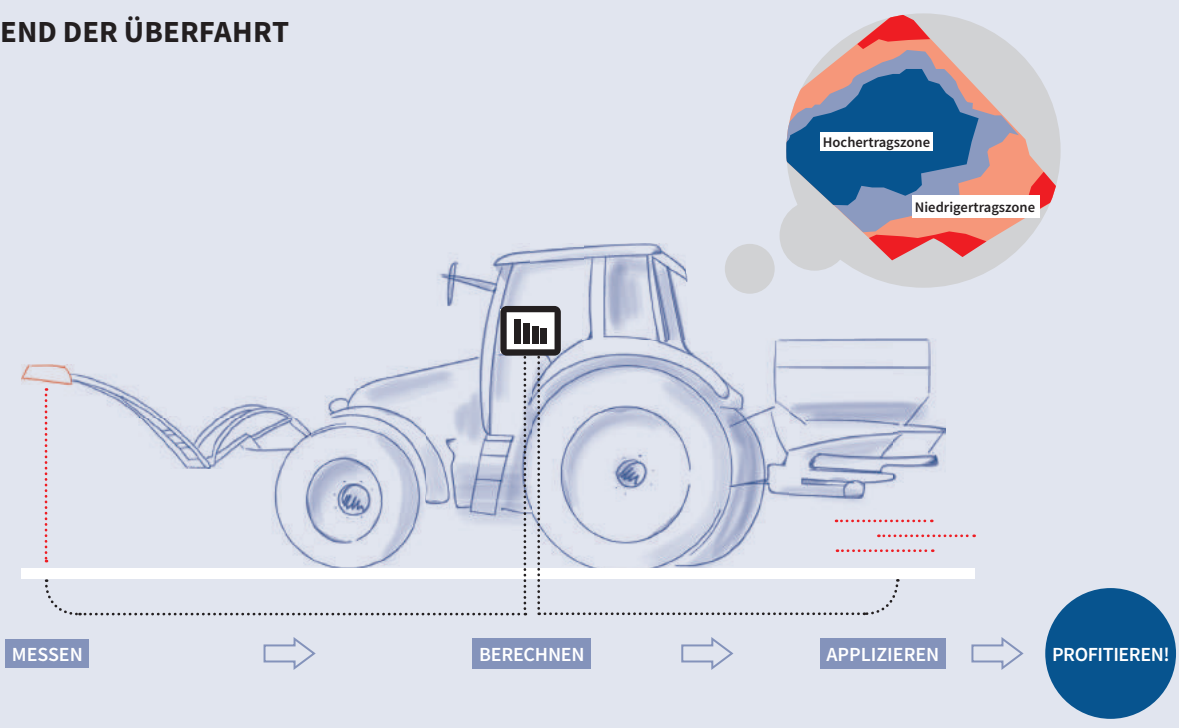 END DER ÜBERFAHRT
Hochertragszone
Niedrigertragszone
MESSEN
BERECHNEN
APPLIZIEREN
PROFITIEREN!